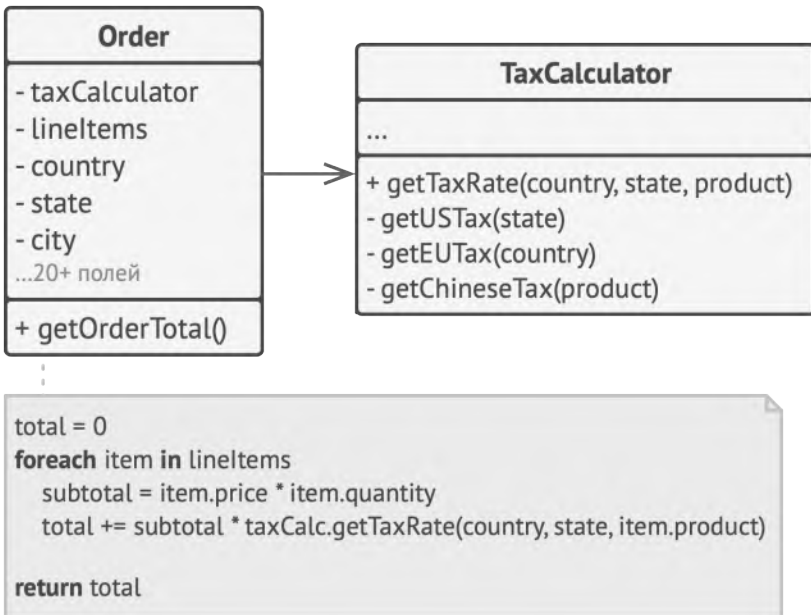 Order
- taxCalculator
- lineItems
- country
- state
- city
...20+ полей
+ getOrderTotal()
TaxCalculator
...
+ getTaxRate(country, state, product)
- getUSTax(state)
- getEUTax(country)
- getChineseTax(product)
total = 0
foreach item in lineItems
subtotal = item.price * item.quantity
total += subtotal * taxCalc.getTaxRate(country, state, item.product)
return total